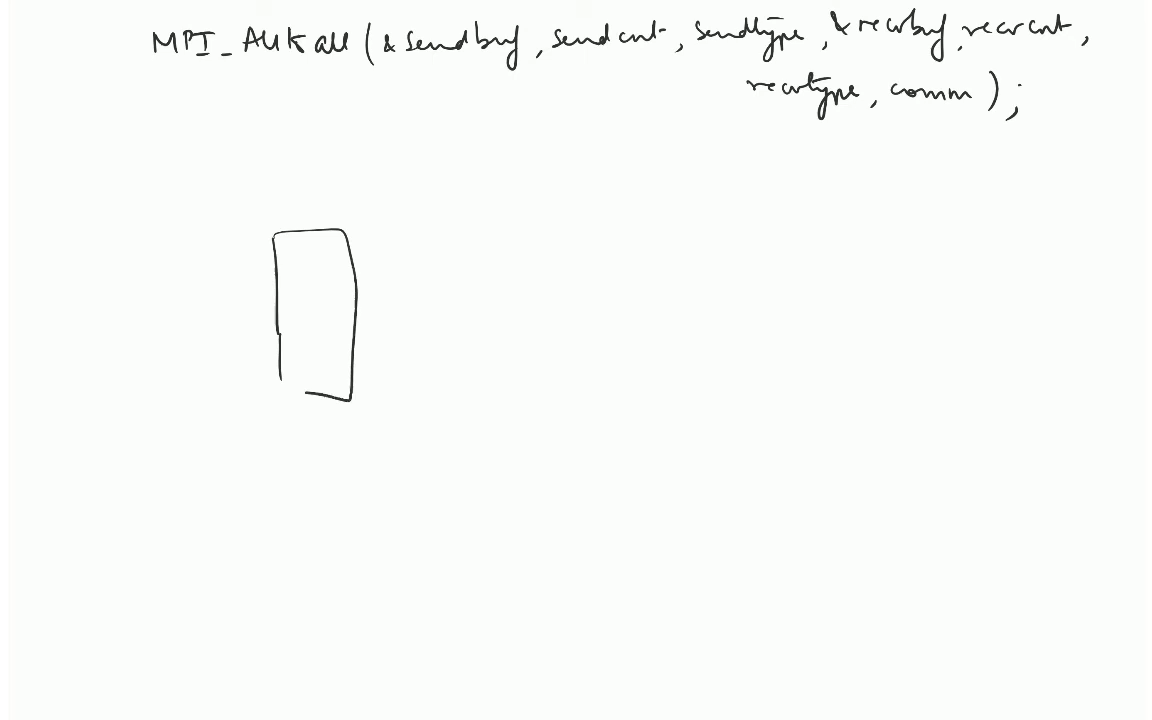 MPI_Alltoall (&sendbuf, sendcnt, sendtype, &recvbuf, recvcnt,
recvtype, comm);